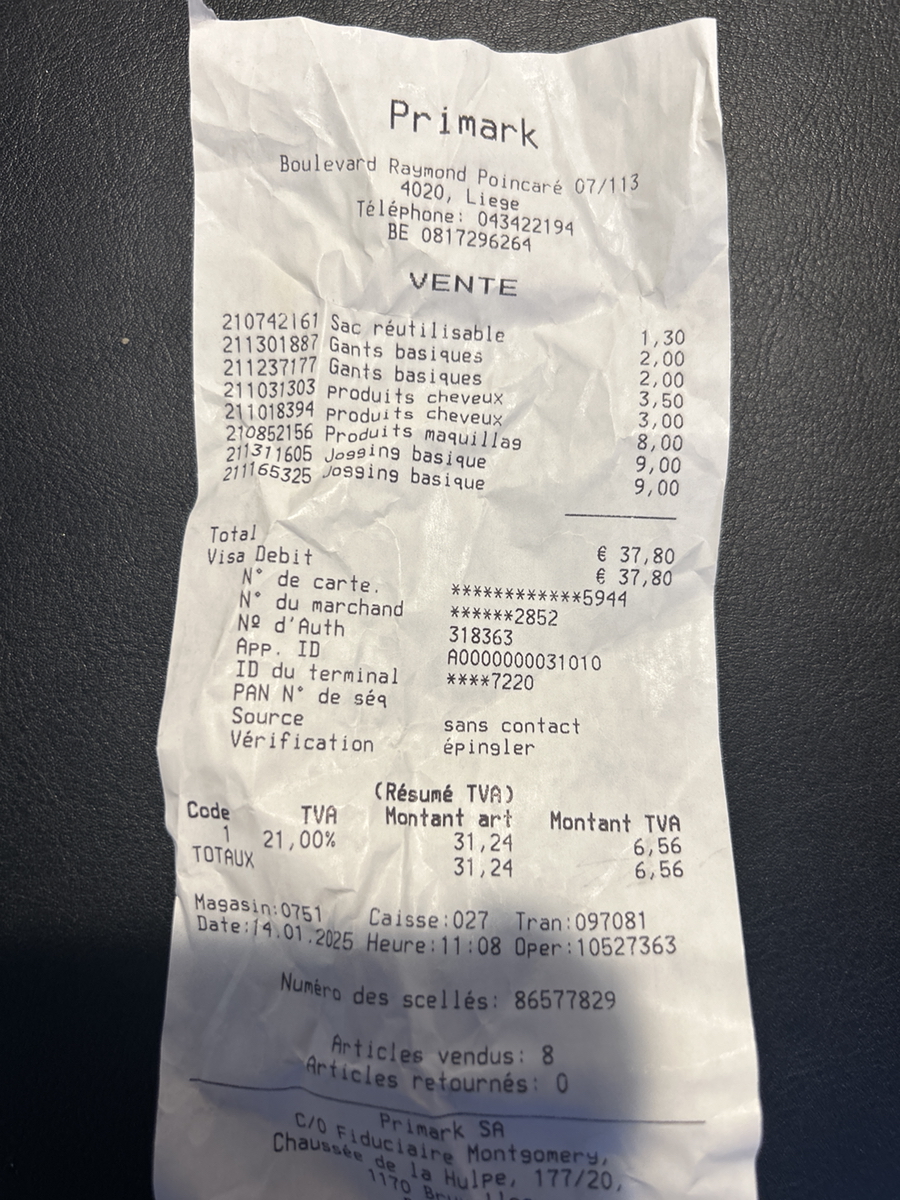 Primark
Boulevard Raymond Poincaré 07/113
4020, Liege
Téléphone: 043422194
BE 0817296264
VENTE
210742161 Sac réutilisable 1,30
211301887 Gants basiques 2,00
211237177 Gants basiques 2,00
211031303 Produits cheveux 3,50
211018394 Produits cheveux 3,00
210852156 Produits maquillag 8,00
211311605 Jogging basique 9,00
211165325 Jogging basique 9,00
Total € 37,80
Visa Debit € 37,80
N° de carte. ************5944
N° du marchand ******2852
Nº d'Auth 318363
App. ID A0000000031010
ID du terminal ****7220
PAN N° de séq
Source sans contact
Vérification épingler
(Résumé TVA)
Code TVA Montant art Montant TVA
1 21,00% 31,24 6,56
TOTAUX 31,24 6,56
Magasin:0751 Caisse:027 Tran:097081
Date:14.01.2025 Heure:11:08 Oper:10527363
Numéro des scellés: 86577829
Articles vendus: 8
Articles retournés: 0
Primark SA
C/O Fiduciaire Montgomery,
Chaussée de la Hulpe, 177/20,
1170